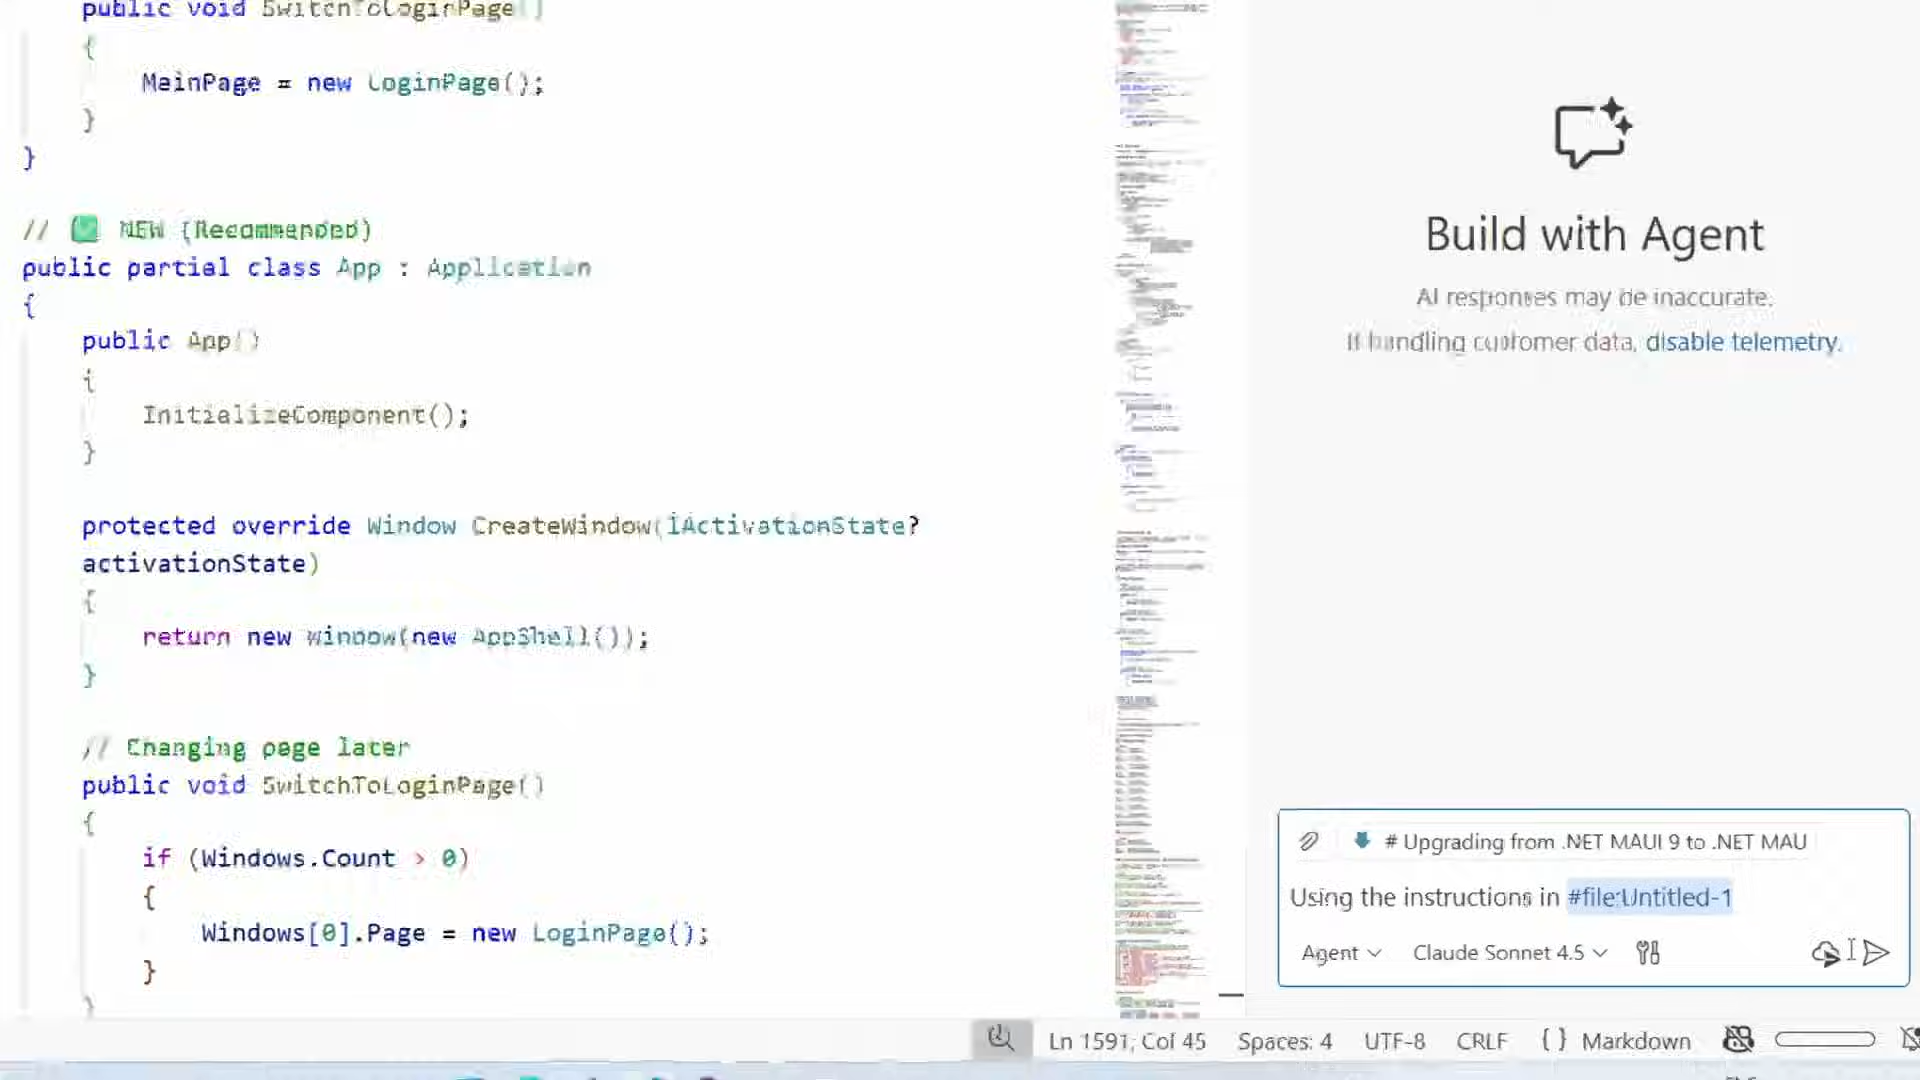 public void SwitchToLoginPage()
{
MainPage = new LoginPage();
}
}
// ✅ NEW (Recommended)
public partial class App : Application
{
public App()
{
InitializeComponent();
}
protected override Window CreateWindow(IActivationState?
activationState)
{
return new Window(new AppShell());
}
// Changing page later
public void SwitchToLoginPage()
{
if (Windows.Count > 0)
{
Windows[0].Page = new LoginPage();
}
}
Build with Agent
AI responses may be inaccurate.
If handling customer data, disable telemetry.
# Upgrading from .NET MAUI 9 to .NET MAU
Using the instructions in #file:Untitled-1
Agent
Claude Sonnet 4.5
Ln 1591, Col 45
Spaces: 4
UTF-8
CRLF
{ } Markdown